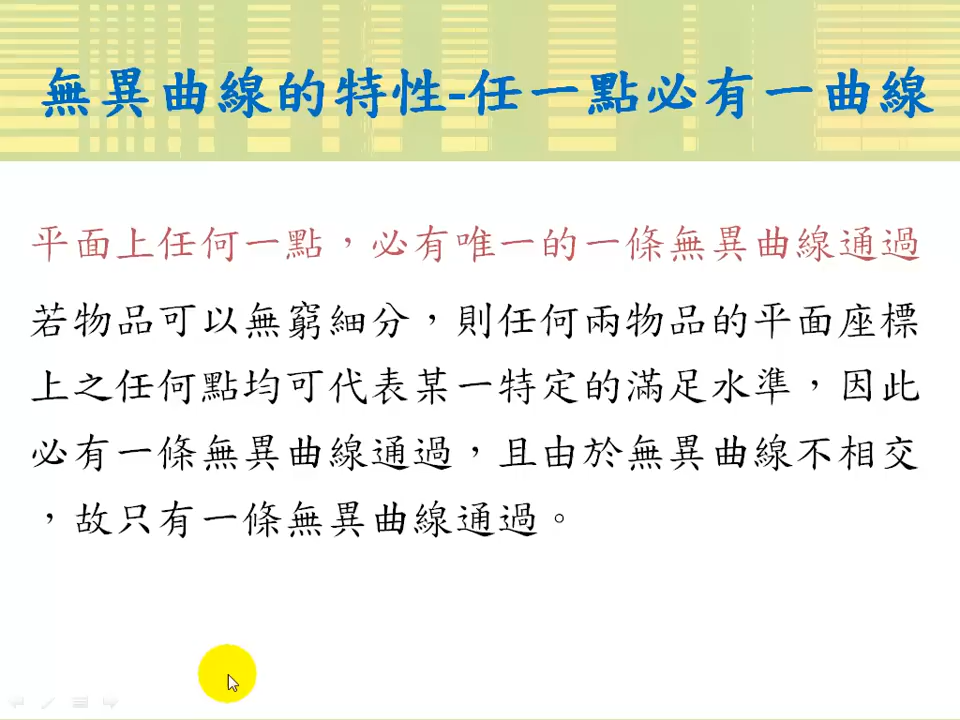 無異曲線的特性-任一點必有一曲線
平面上任何一點，必有唯一的一條無異曲線通過
若物品可以無窮細分，則任何兩物品的平面座標
上之任何點均可代表某一特定的滿足水準，因此
必有一條無異曲線通過，且由於無異曲線不相交
，故只有一條無異曲線通過。